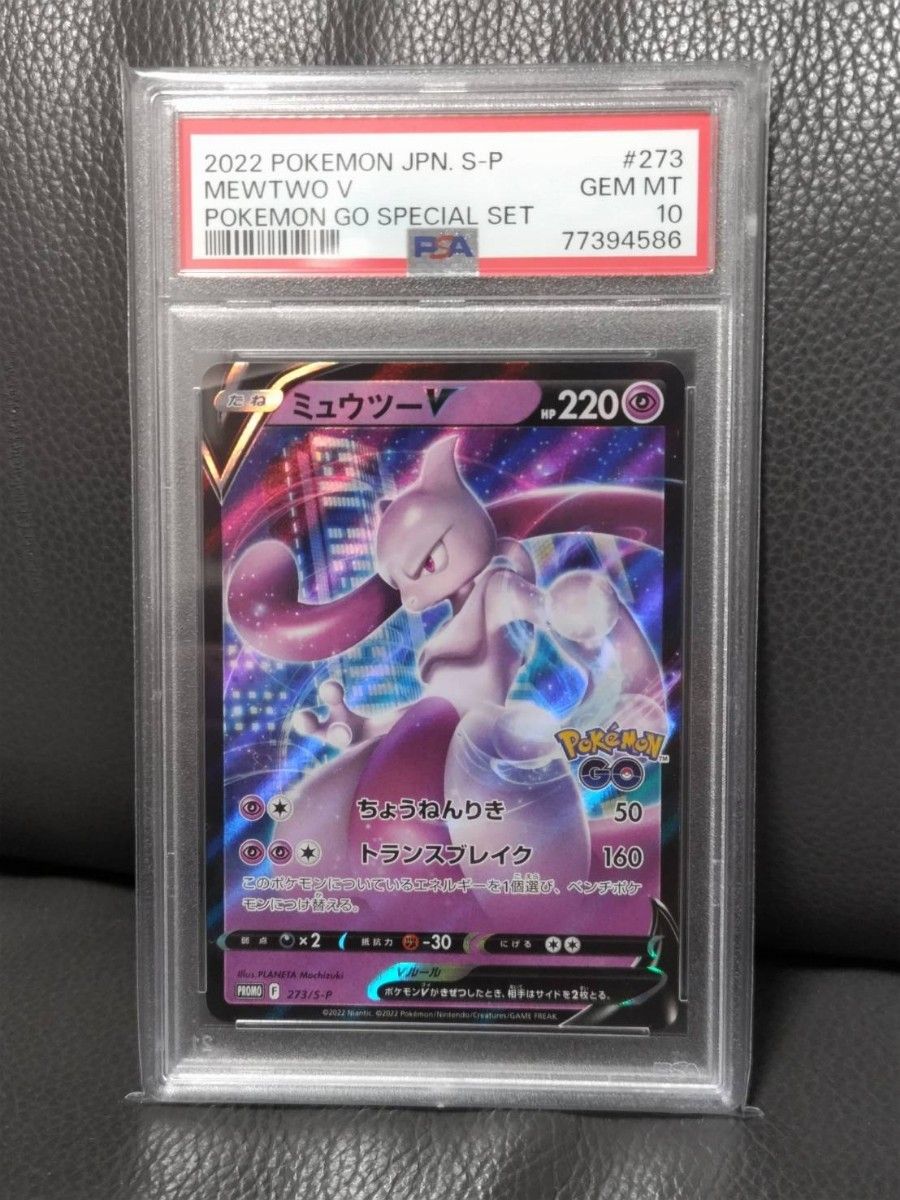 2022 POKEMON JPN. S-P #273
MEWTWO V GEM MT
POKEMON GO SPECIAL SET 10
PSA 77394586
たね ミュウツーV HP 220
Pokémon TM
GO
ちょうねんりき 50
トランスブレイク 160
このポケモンについているエネルギーを1個選び、ベンチポケ
モンにつけ替える。
弱点 ×2 抵抗力 -30 にげる
Illus. PLANETA Mochizuki Vルール
PROMO F 273/S-P ポケモンVがきぜつしたとき、相手はサイドを2枚とる。
©2022 Niantic. ©2022 Pokémon/Nintendo/Creatures/GAME FREAK